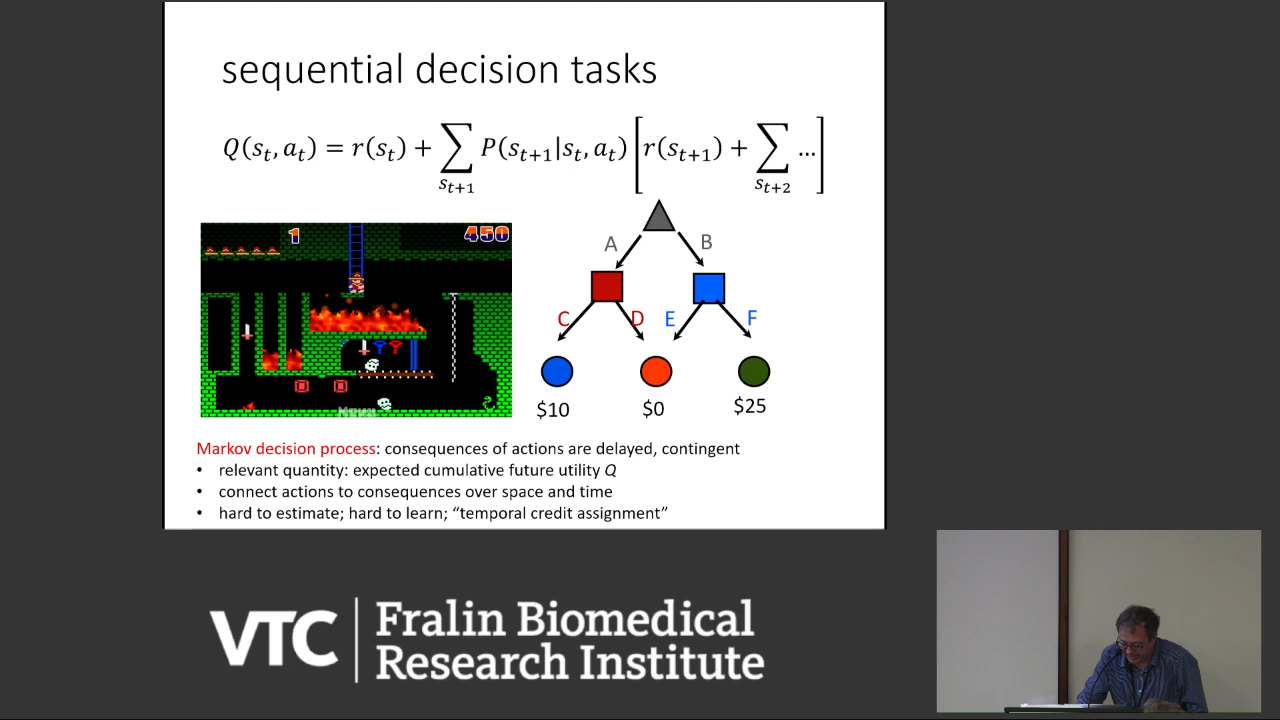 sequential decision tasks
Q(s_t, a_t) = r(s_t) + ∑_{s_{t+1}} P(s_{t+1}|s_t, a_t) [r(s_{t+1}) + ∑_{s_{t+2}} ...]
1
450
A
B
C
D
E
F
$10
$0
$25
Markov decision process: consequences of actions are delayed, contingent
• relevant quantity: expected cumulative future utility Q
• connect actions to consequences over space and time
• hard to estimate; hard to learn; “temporal credit assignment”
VTC
Fralin Biomedical
Research Institute